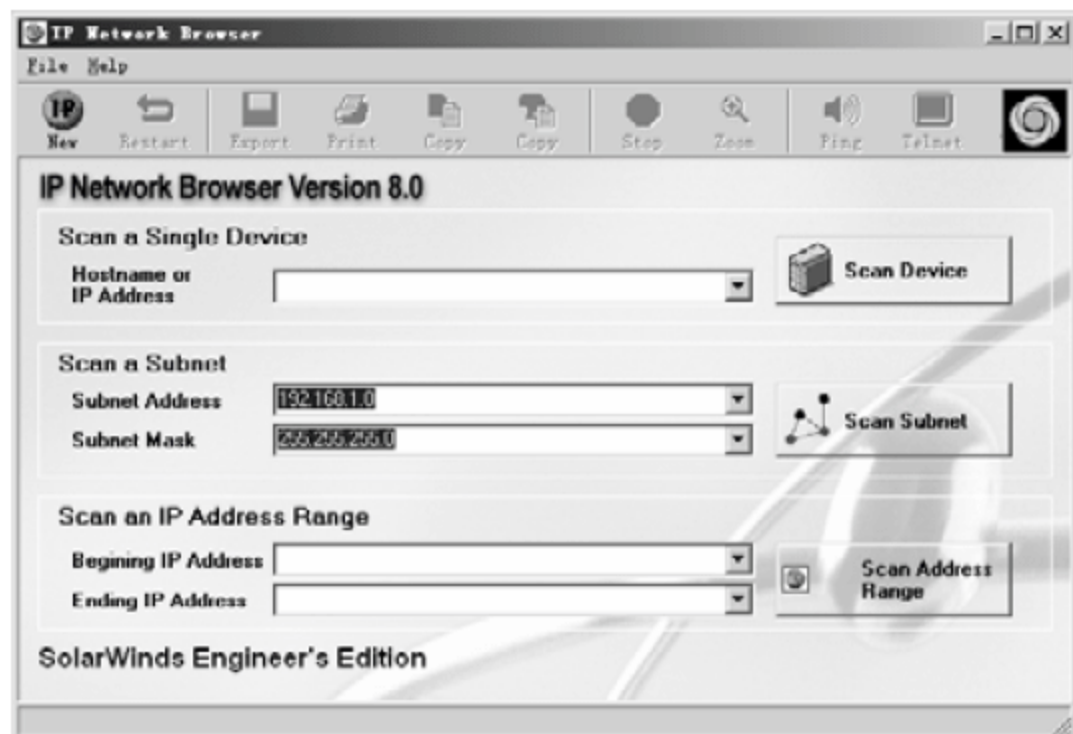 IP Network Browser
File Help
IP
New Restart Export Print Copy Copy Stop Zoom Ping Telnet
IP Network Browser Version 8.0
Scan a Single Device
Hostname or
IP Address
Scan Device
Scan a Subnet
Subnet Address 192.168.1.0
Subnet Mask 255.255.255.0
Scan Subnet
Scan an IP Address Range
Begining IP Address
Ending IP Address
Scan Address
Range
SolarWinds Engineer's Edition